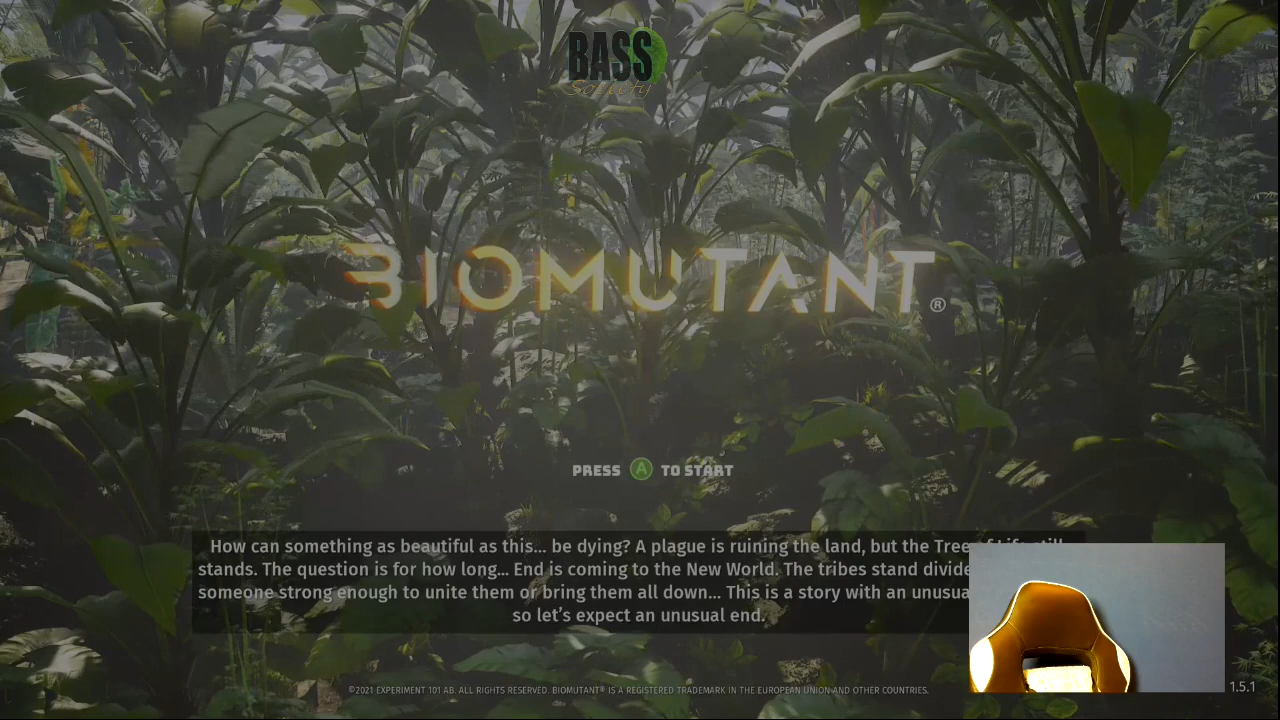 BASS
Society
BIOMUTANT®
PRESS A TO START
How can something as beautiful as this... be dying? A plague is ruining the land, but the Tree of Life still
stands. The question is for how long... End is coming to the New World. The tribes stand divide
someone strong enough to unite them or bring them all down... This is a story with an unusua
so let's expect an unusual end.
©2021 EXPERIMENT 101 AB. ALL RIGHTS RESERVED. BIOMUTANT® IS A REGISTERED TRADEMARK IN THE EUROPEAN UNION AND OTHER COUNTRIES.
1.5.1